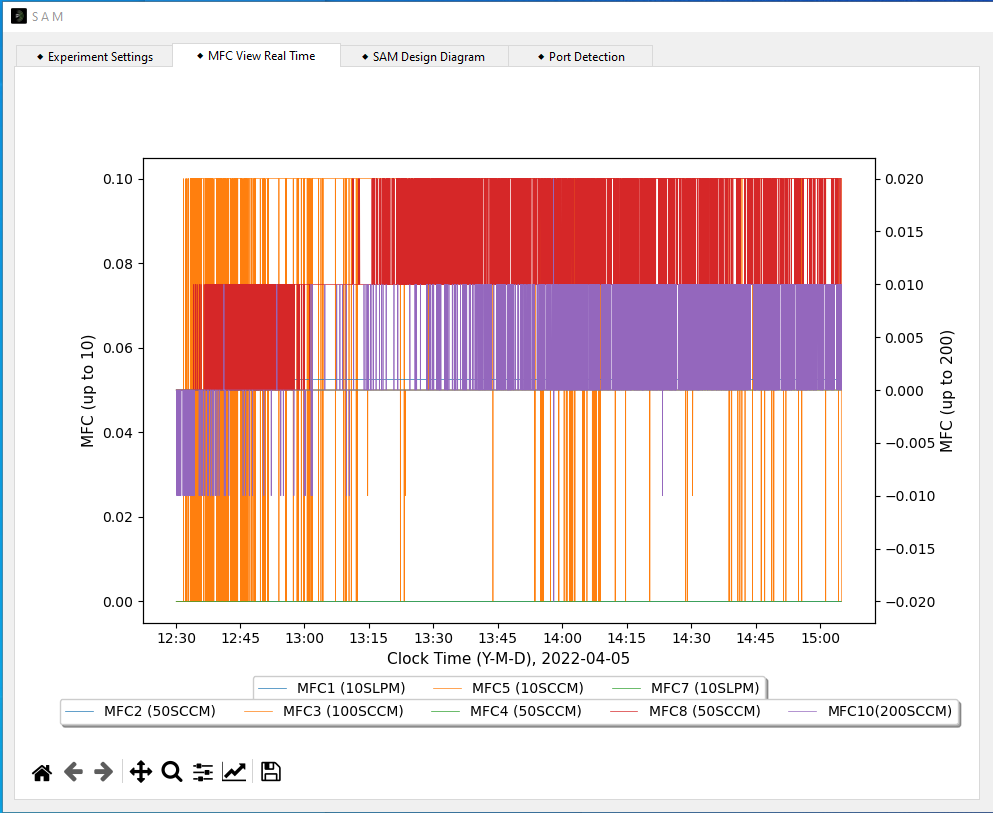 SAM
◆ Experiment Settings ◆ MFC View Real Time ◆ SAM Design Diagram ◆ Port Detection
0.10 0.020
0.015
0.08 0.010
0.005
0.06 0.000
−0.005
0.04 −0.010
0.02 −0.015
0.00 −0.020
MFC (up to 10)
MFC (up to 200)
12:30 12:45 13:00 13:15 13:30 13:45 14:00 14:15 14:30 14:45 15:00
Clock Time (Y-M-D), 2022-04-05
MFC1 (10SLPM) MFC5 (10SCCM) MFC7 (10SLPM)
MFC2 (50SCCM) MFC3 (100SCCM) MFC4 (50SCCM) MFC8 (50SCCM) MFC10(200SCCM)